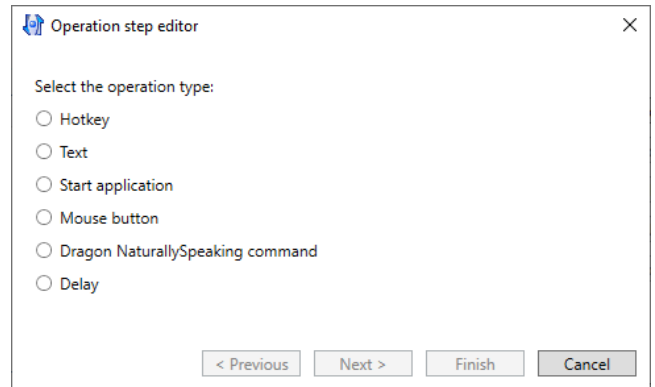 Operation step editor
Select the operation type:
Hotkey
Text
Start application
Mouse button
Dragon NaturallySpeaking command
Delay
< Previous Next > Finish Cancel